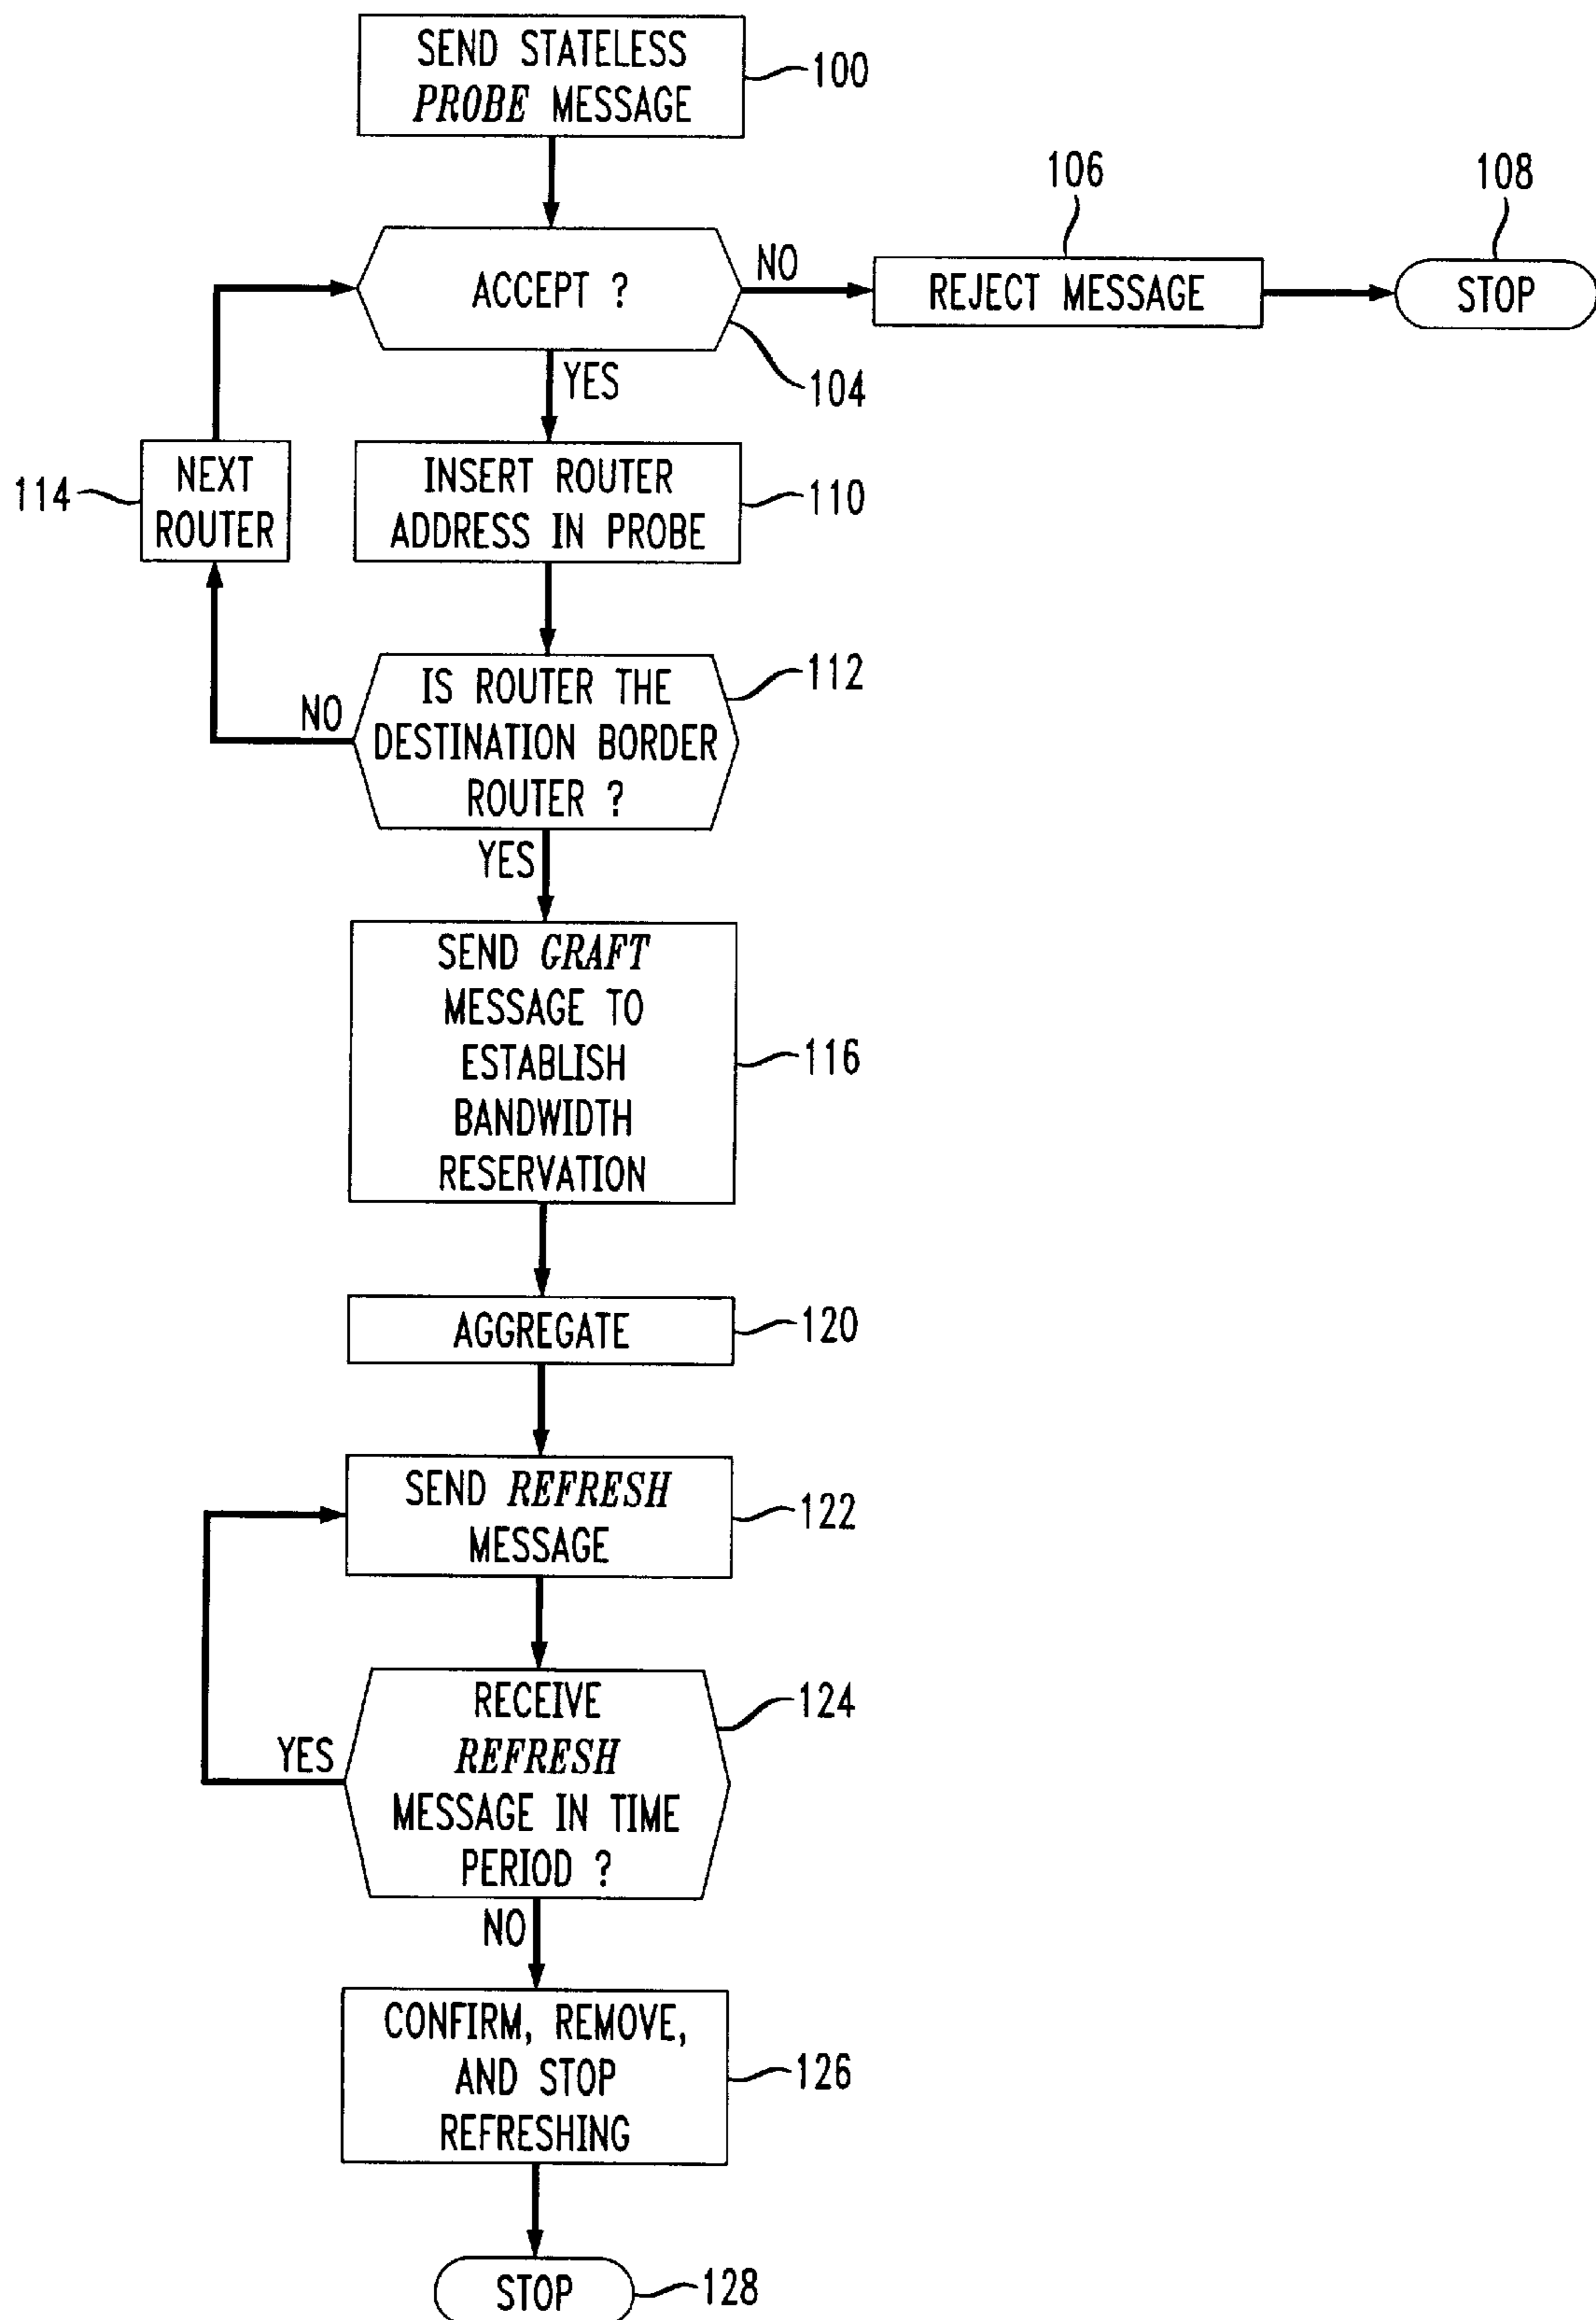 SEND STATELESS
PROBE MESSAGE
100
106
108
ACCEPT ?
NO
REJECT MESSAGE
STOP
104
YES
114
NEXT
ROUTER
INSERT ROUTER
ADDRESS IN PROBE
110
112
IS ROUTER THE
DESTINATION BORDER
ROUTER ?
NO
YES
SEND GRAFT
MESSAGE TO
ESTABLISH
BANDWIDTH
RESERVATION
116
AGGREGATE
120
SEND REFRESH
MESSAGE
122
RECEIVE
REFRESH
MESSAGE IN TIME
PERIOD ?
124
YES
NO
CONFIRM, REMOVE,
AND STOP
REFRESHING
126
STOP
128